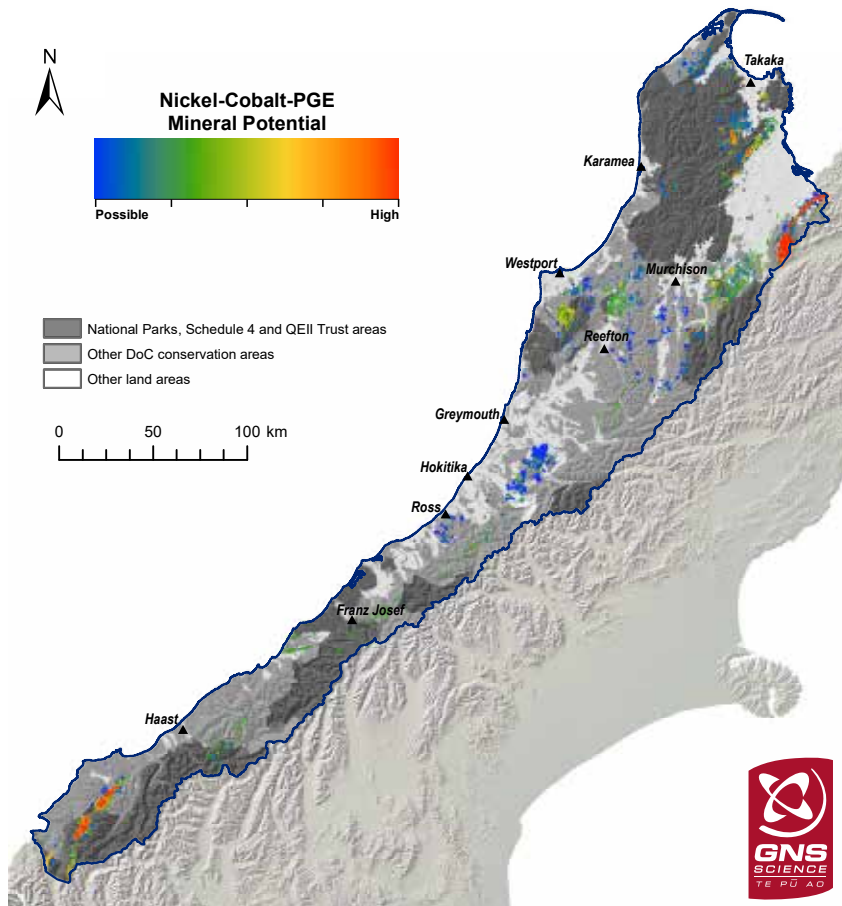 N
Nickel-Cobalt-PGE
Mineral Potential
Possible High
National Parks, Schedule 4 and QEII Trust areas
Other DoC conservation areas
Other land areas
0 50 100 km
Takaka
Karamea
Westport
Murchison
Reefton
Greymouth
Hokitika
Ross
Franz Josef
Haast
GNS
SCIENCE
TE PŪ AO